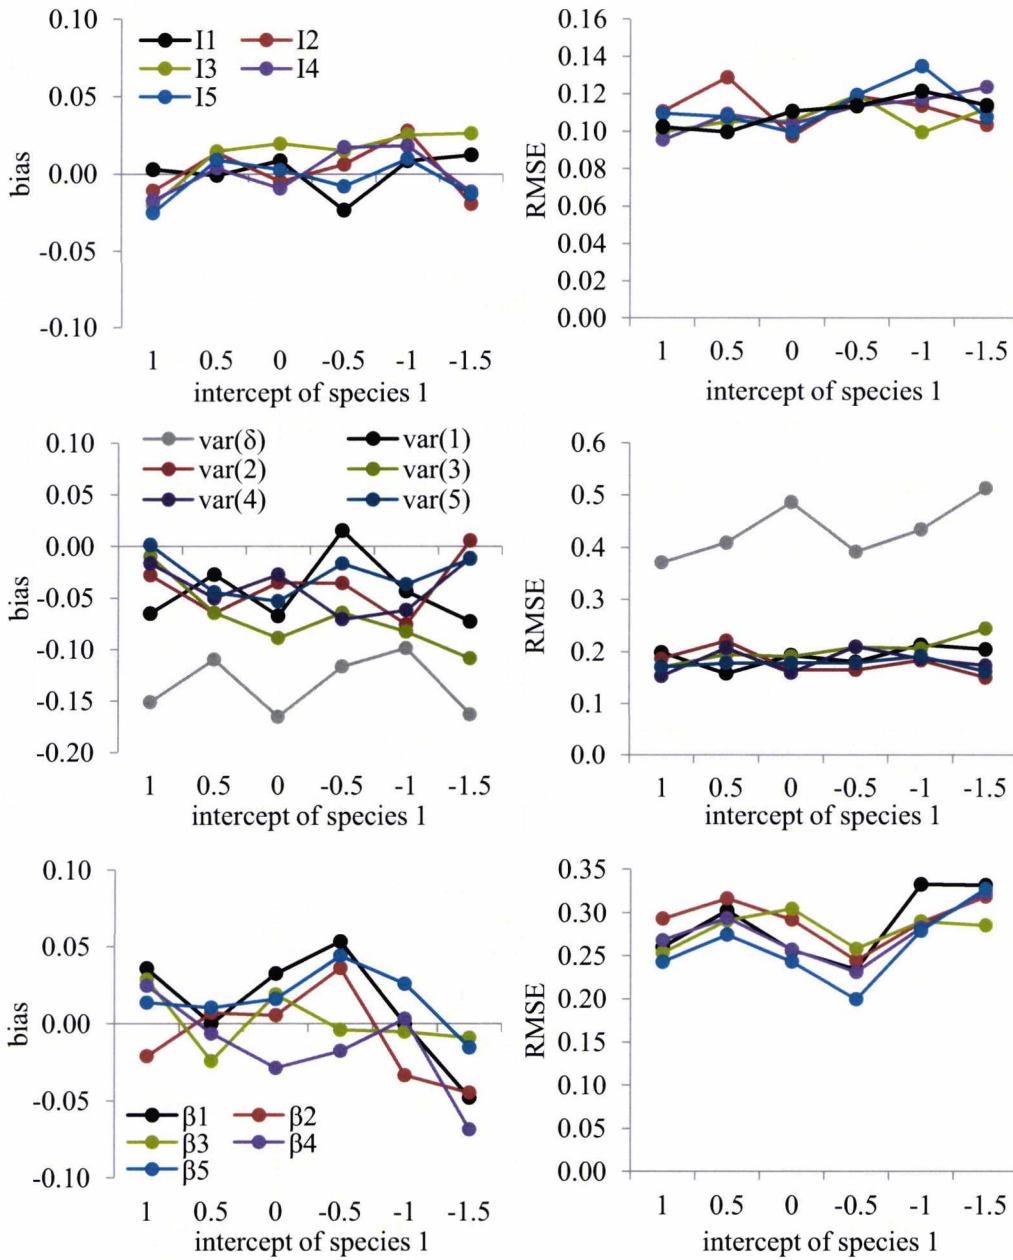 0.10
0.05
0.00
-0.05
-0.10
bias
I1 I2
I3 I4
I5
1 0.5 0 -0.5 -1 -1.5
intercept of species 1
0.16
0.14
0.12
0.10
0.08
0.06
0.04
0.02
0.00
RMSE
1 0.5 0 -0.5 -1 -1.5
intercept of species 1
0.10
0.05
0.00
-0.05
-0.10
-0.15
-0.20
bias
var(δ) var(1)
var(2) var(3)
var(4) var(5)
1 0.5 0 -0.5 -1 -1.5
intercept of species 1
0.6
0.5
0.4
0.3
0.2
0.1
0.0
RMSE
1 0.5 0 -0.5 -1 -1.5
intercept of species 1
0.10
0.05
0.00
-0.05
-0.10
bias
β1 β2
β3 β4
β5
1 0.5 0 -0.5 -1 -1.5
intercept of species 1
0.35
0.30
0.25
0.20
0.15
0.10
0.05
0.00
RMSE
1 0.5 0 -0.5 -1 -1.5
intercept of species 1